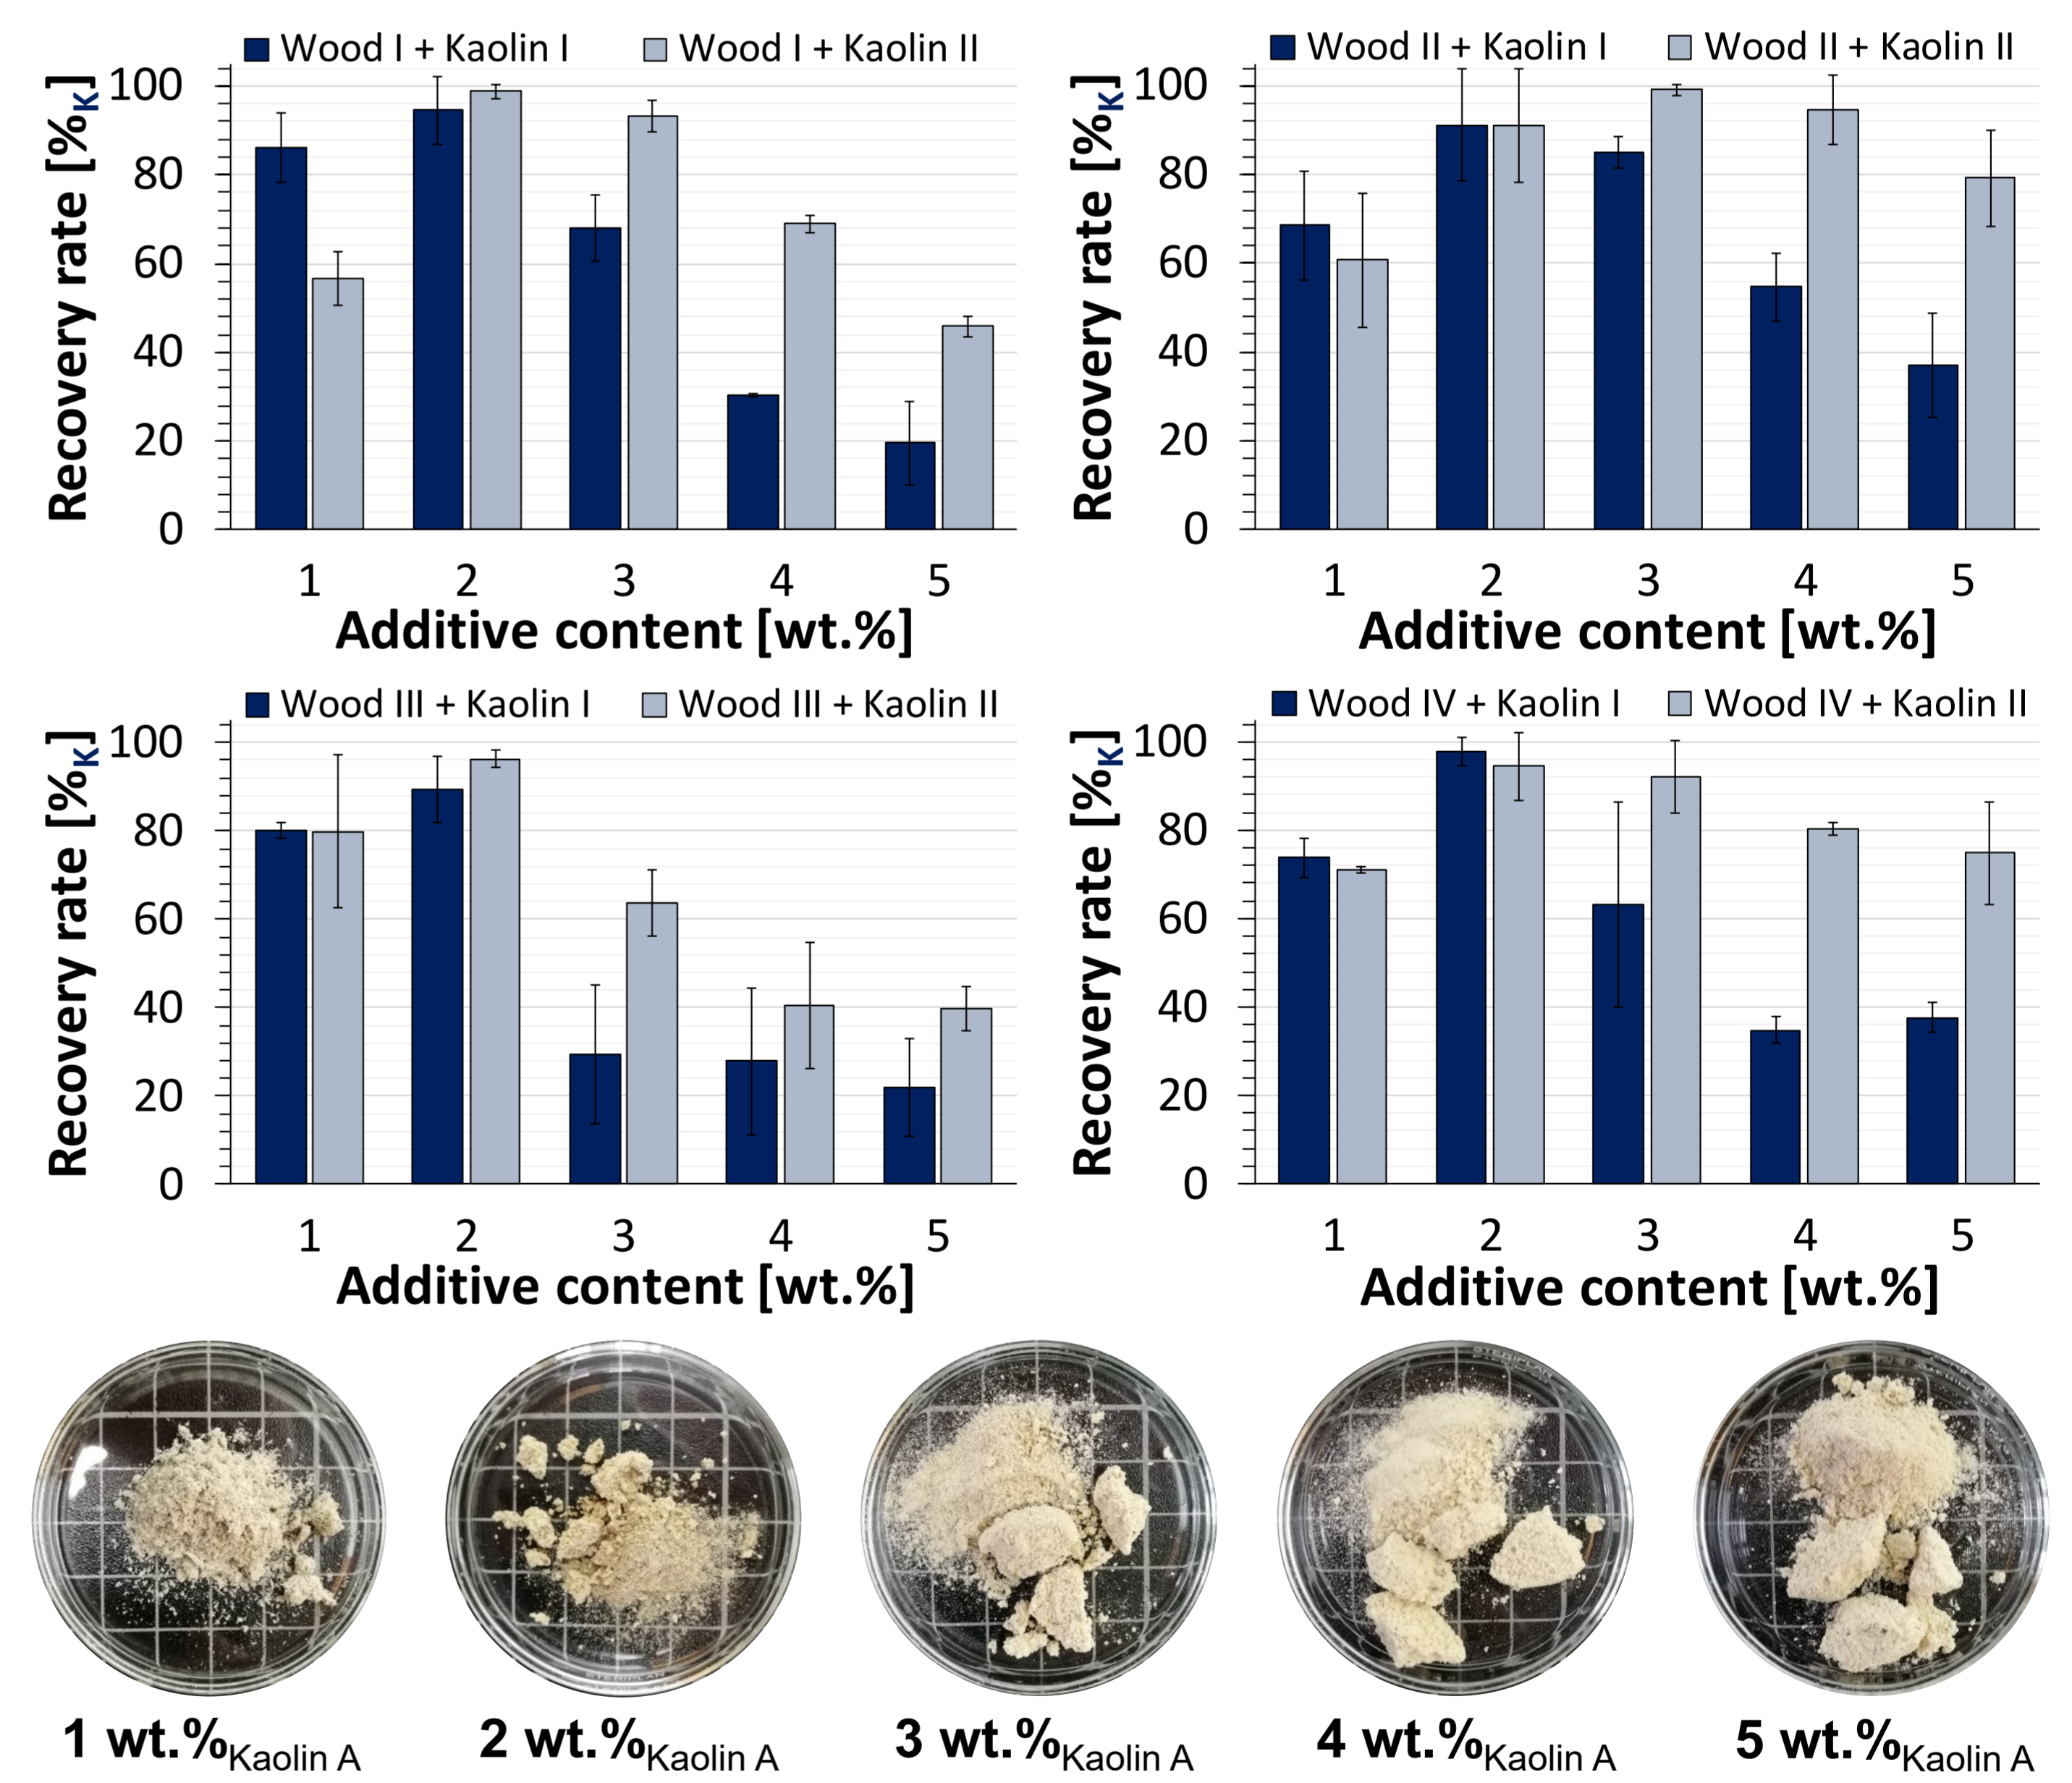 Wood I + Kaolin I Wood I + Kaolin II
Recovery rate [%K]
100
80
60
40
20
0
1 2 3 4 5
Additive content [wt.%]
Wood II + Kaolin I Wood II + Kaolin II
Recovery rate [%K]
100
80
60
40
20
0
1 2 3 4 5
Additive content [wt.%]
Wood III + Kaolin I Wood III + Kaolin II
Recovery rate [%K]
100
80
60
40
20
0
1 2 3 4 5
Additive content [wt.%]
Wood IV + Kaolin I Wood IV + Kaolin II
Recovery rate [%K]
100
80
60
40
20
0
1 2 3 4 5
Additive content [wt.%]
1 wt.%Kaolin A 2 wt.%Kaolin A 3 wt.%Kaolin A 4 wt.%Kaolin A 5 wt.%Kaolin A